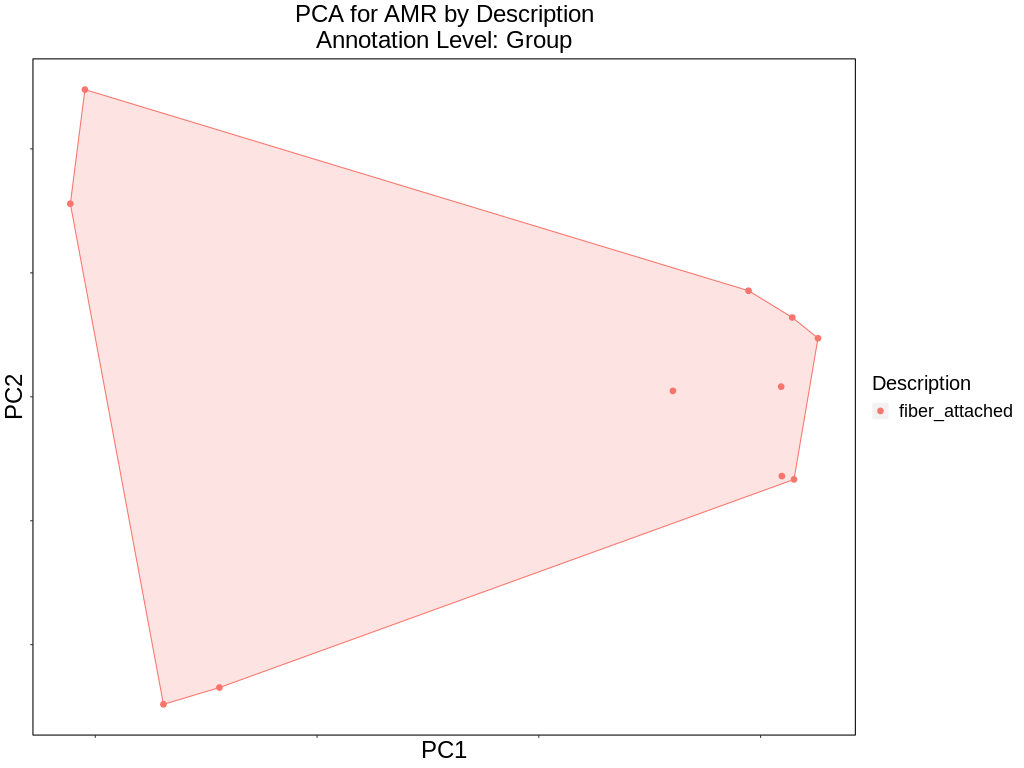 PCA for AMR by Description
Annotation Level: Group
PC2
Description
fiber_attached
PC1